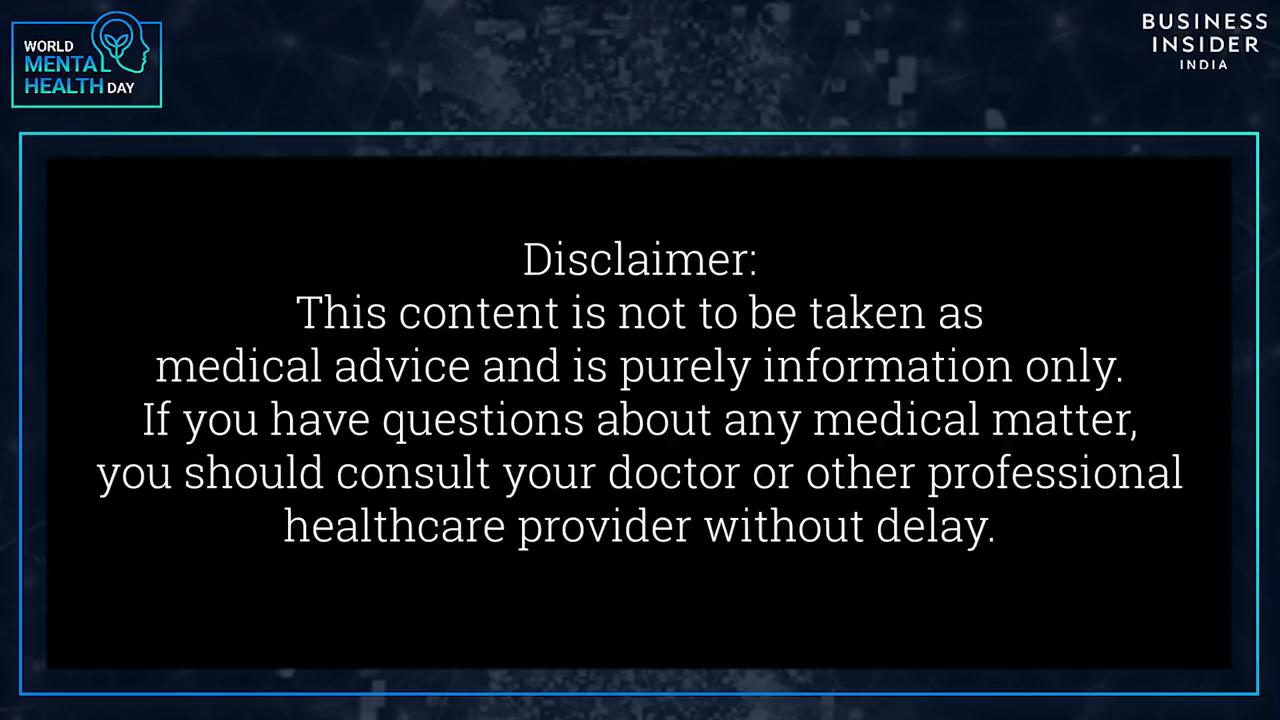 WORLD
MENTAL
HEALTH DAY
BUSINESS
INSIDER
INDIA
Disclaimer:
This content is not to be taken as
medical advice and is purely information only.
If you have questions about any medical matter,
you should consult your doctor or other professional
healthcare provider without delay.